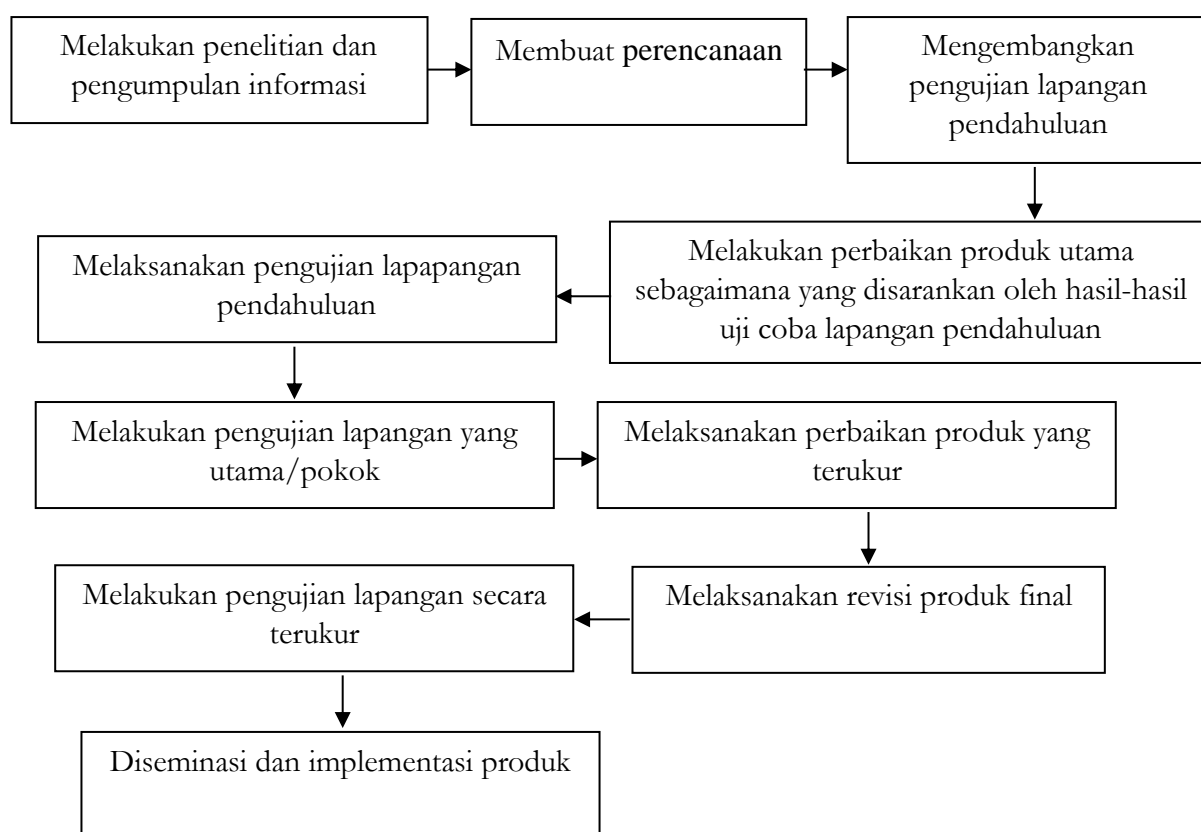 Melakukan penelitian dan
pengumpulan informasi
Membuat perencanaan
Mengembangkan
pengujian lapangan
pendahuluan
Melakukan perbaikan produk utama
sebagaimana yang disarankan oleh hasil-hasil
uji coba lapangan pendahuluan
Melaksanakan pengujian lapapangan
pendahuluan
Melakukan pengujian lapangan yang
utama/pokok
Melaksanakan perbaikan produk yang
terukur
Melaksanakan revisi produk final
Melakukan pengujian lapangan secara
terukur
Diseminasi dan implementasi produk